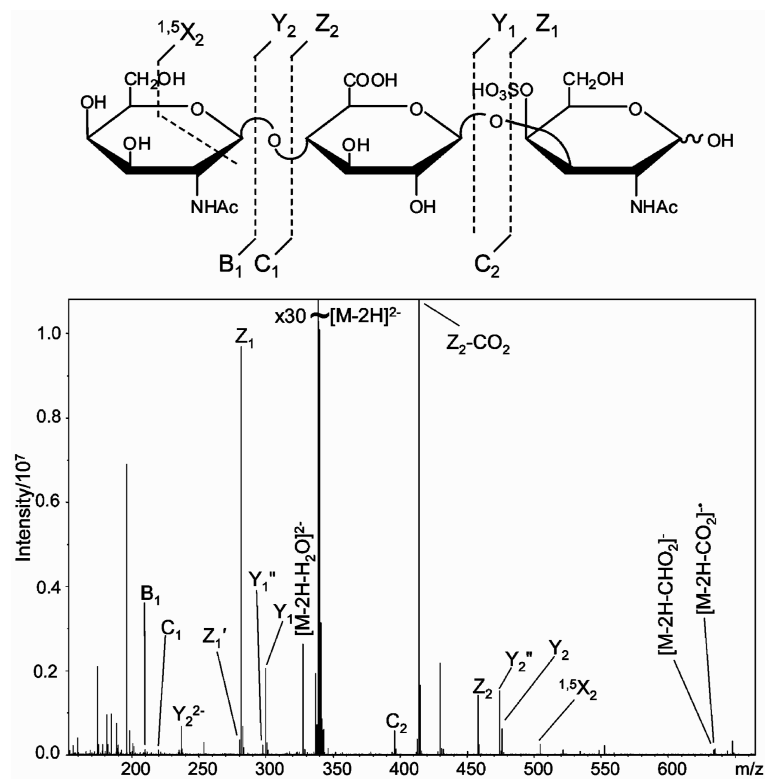 1,5X2 Y2 Z2 Y1 Z1
CH2OH COOH HO3SO CH2OH
OH O O O
OH OH O OH
O
NHAc OH NHAc
B1 C1 C2
x30 ~[M-2H]2-
1.0 Z1 Z2-CO2
0.8
0.6
Intensity/10^7
[M-2H-H2O]2-
[M-2H-CHO2]-
[M-2H-CO2]-•
0.4 B1 Y1" Y1
C1 Z1'
0.2 Y2" Y2
Z2 1,5X2
Y2 2- C2
0.0
200 250 300 350 400 450 500 550 600 m/z